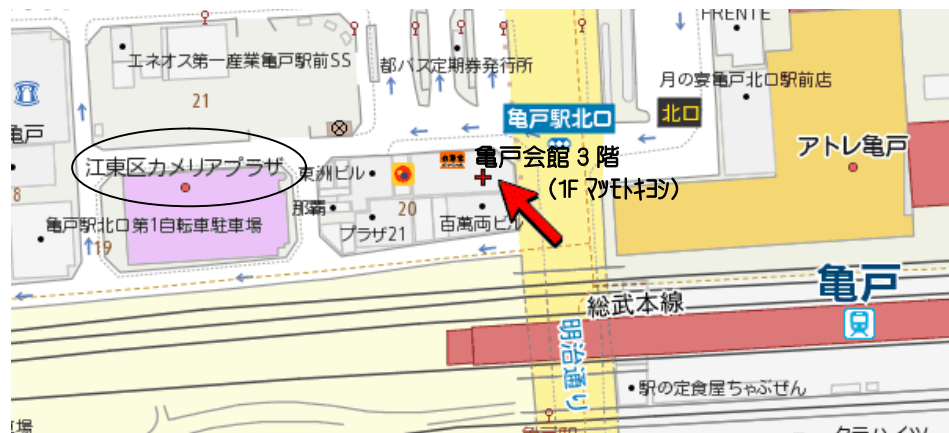 FRENTE
エネオス第一産業亀戸駅前SS
都バス定期券発行所
月の宴亀戸北口駅前店
21
亀戸駅北口
北口
亀戸
アトレ亀戸
江東区カメリアプラザ
東洲ビル
亀戸会館3階
(1F マツモトキヨシ)
8
那覇
20
亀戸駅北口第1自転車駐車場
プラザ21
百萬両ビル
19
亀戸
総武本線
明治通り
駅の定食屋ちゃぶぜん
車場
亀戸駅